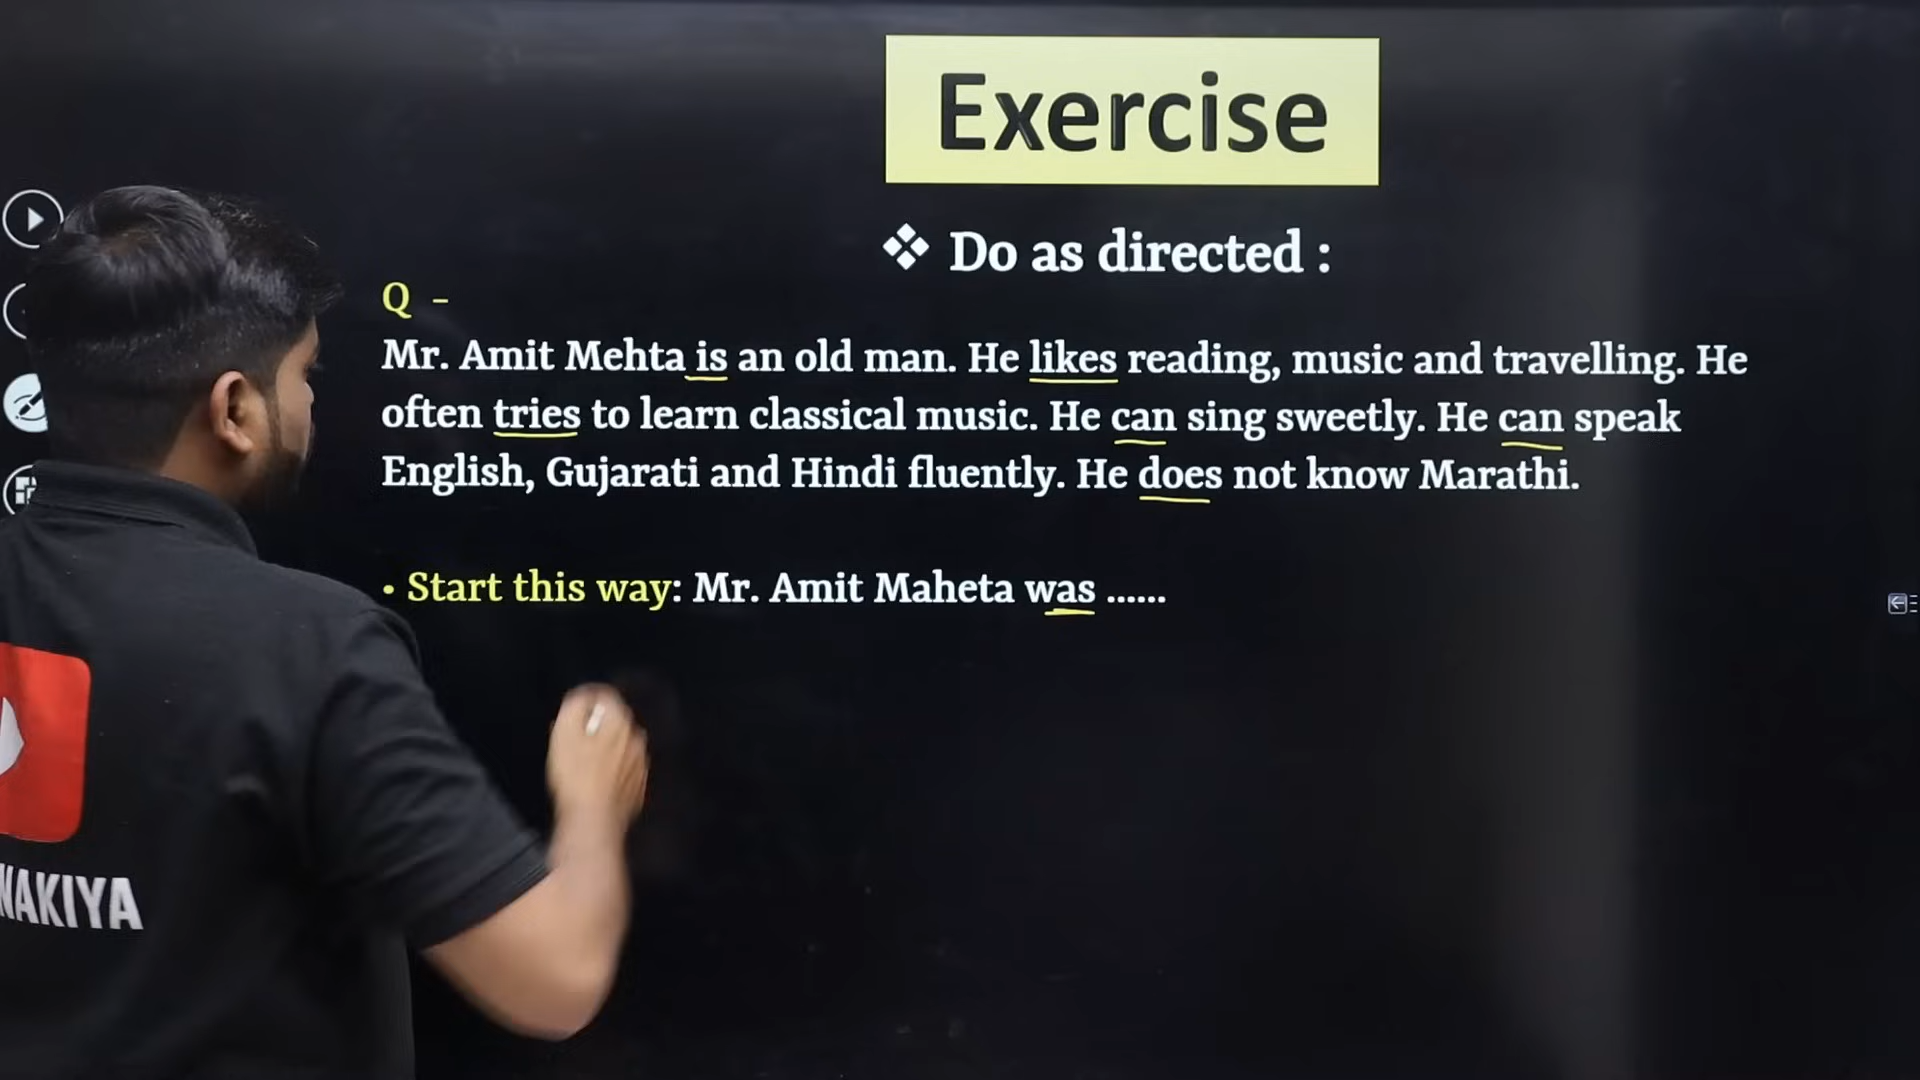 Exercise
❖ Do as directed :
Q -
Mr. Amit Mehta is an old man. He likes reading, music and travelling. He
often tries to learn classical music. He can sing sweetly. He can speak
English, Gujarati and Hindi fluently. He does not know Marathi.
• Start this way: Mr. Amit Maheta was ......
NAKIYA